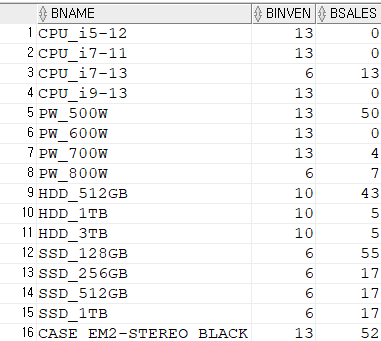 BNAME BINVEN BSALES
1 CPU_i5-12 13 0
2 CPU_i7-11 13 0
3 CPU_i7-13 6 13
4 CPU_i9-13 13 0
5 PW_500W 13 50
6 PW_600W 13 0
7 PW_700W 13 4
8 PW_800W 6 7
9 HDD_512GB 10 43
10 HDD_1TB 10 5
11 HDD_3TB 10 5
12 SSD_128GB 6 55
13 SSD_256GB 6 17
14 SSD_512GB 6 17
15 SSD_1TB 6 17
16 CASE EM2-STEREO BLACK 13 52